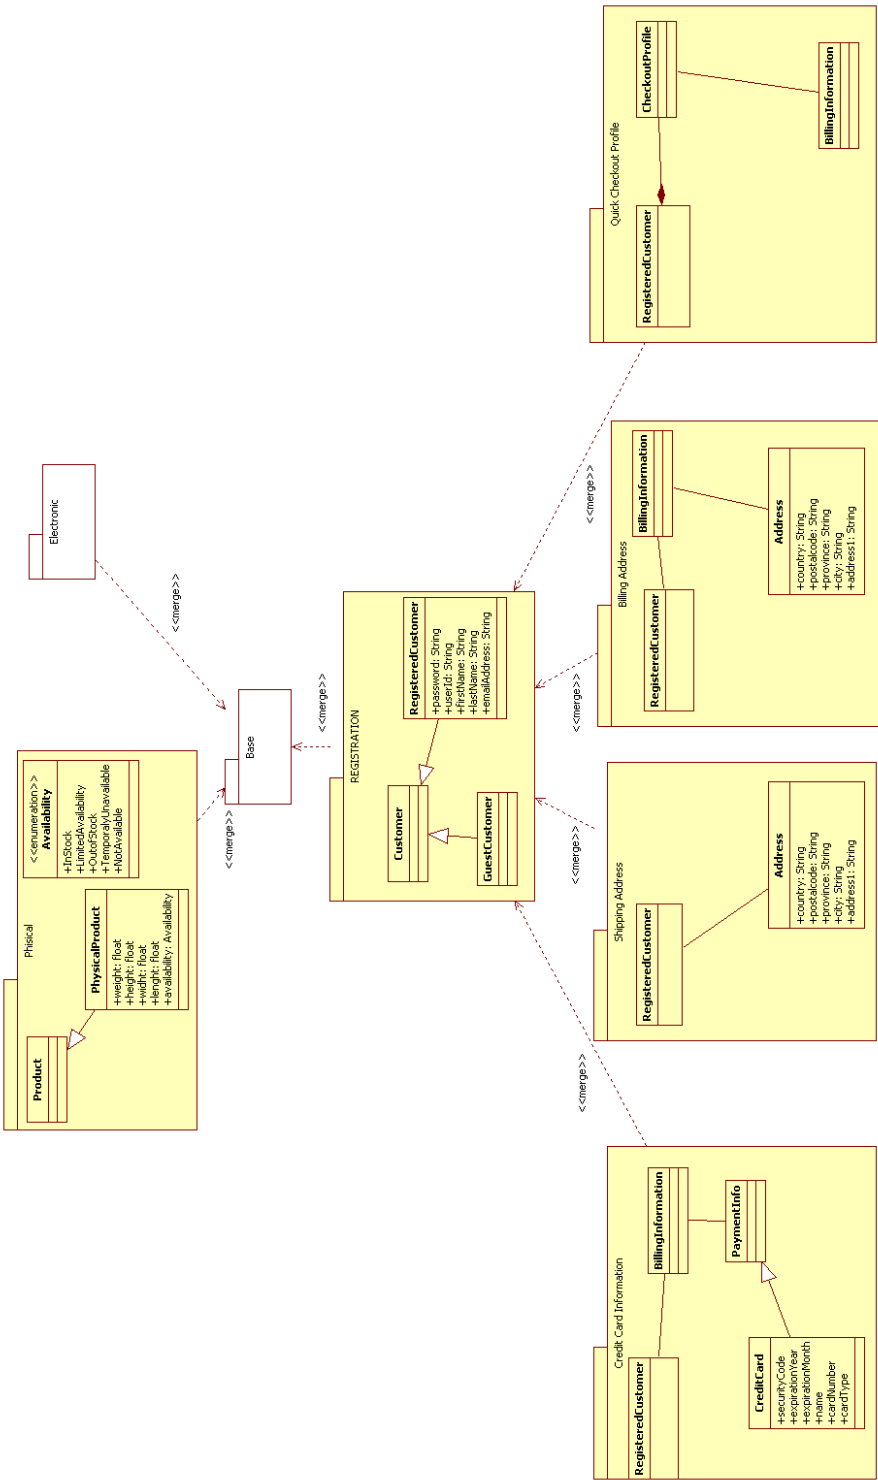 Phisical
Product
PhysicalProduct
+weight: float
+height: float
+widht: float
+lenght: float
+availability: Availability
<<enumeration>>
Availability
+InStock
+LimitedAvailability
+OutofStock
+TemporalyUnavailable
+NotAvailable
Electronic
<<merge>>
<<merge>>
Base
<<merge>>
REGISTRATION
Customer
GuestCustomer
RegisteredCustomer
+password: String
+userId: String
+firstName: String
+lastName: String
+emailAddress: String
<<merge>>
<<merge>>
<<merge>>
<<merge>>
Credit Card Information
RegisteredCustomer
BillingInformation
PaymentInfo
CreditCard
+securityCode
+expirationYear
+expirationMonth
+name
+cardNumber
+cardType
Shipping Address
RegisteredCustomer
Address
+country: String
+postalcode: String
+province: String
+city: String
+address1: String
Billing Address
RegisteredCustomer
BillingInformation
Address
+country: String
+postalcode: String
+province: String
+city: String
+address1: String
Quick Checkout Profile
RegisteredCustomer
CheckoutProfile
BillingInformation